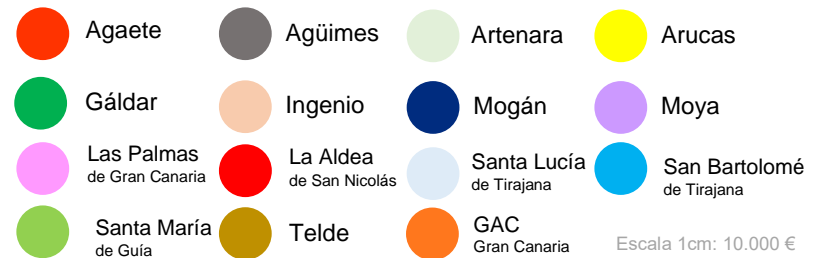 Agaete
Agüimes
Artenara
Arucas
Gáldar
Ingenio
Mogán
Moya
Las Palmas
de Gran Canaria
La Aldea
de San Nicolás
Santa Lucía
de Tirajana
San Bartolomé
de Tirajana
Santa María
de Guía
Telde
GAC
Gran Canaria
Escala 1cm: 10.000 €